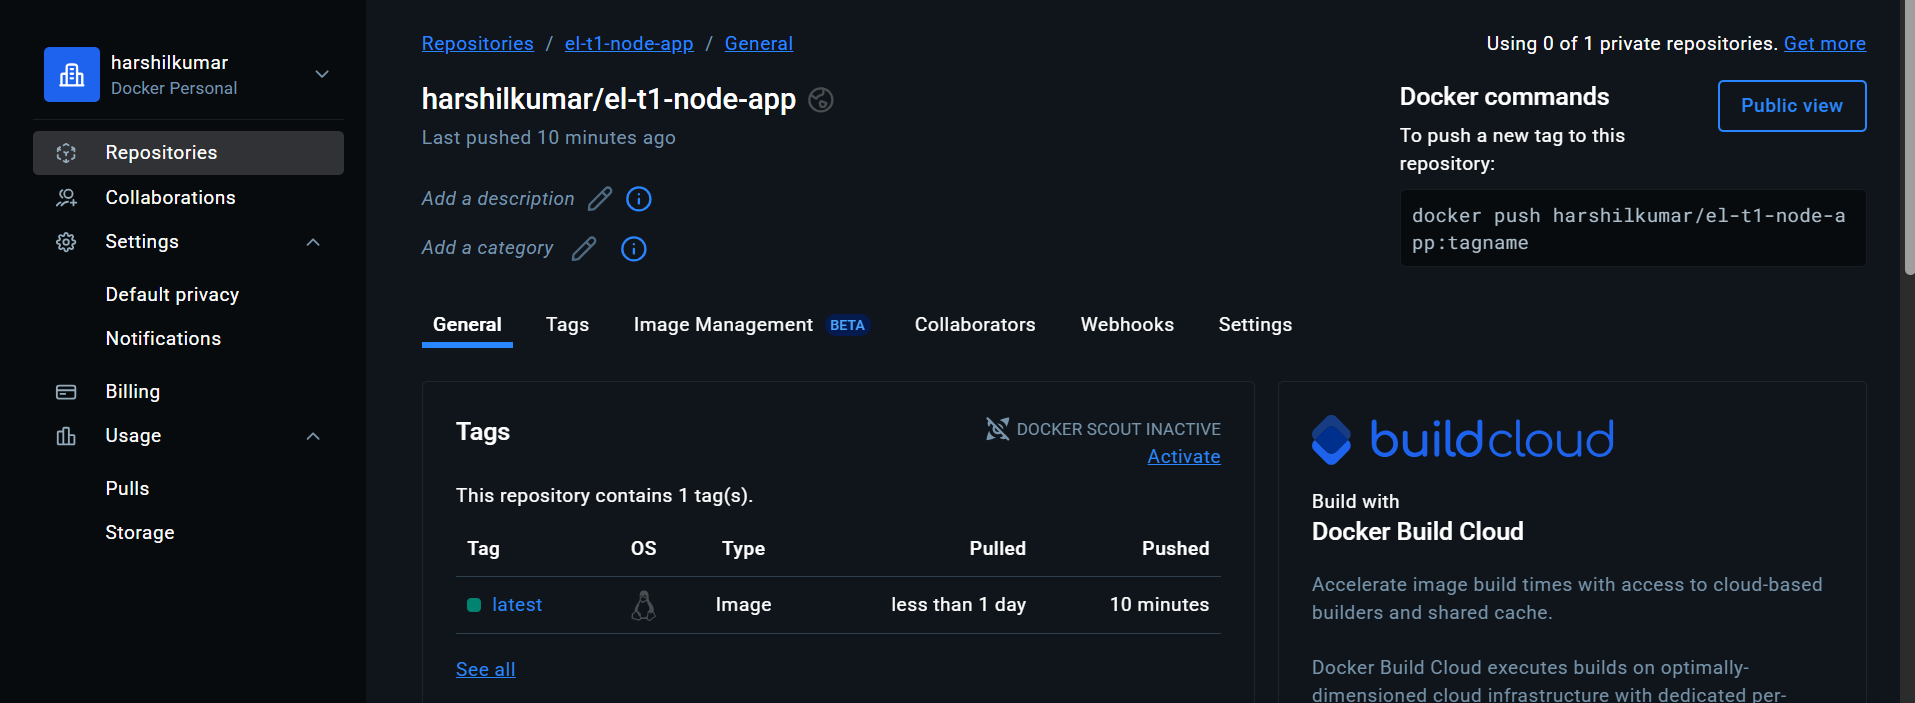 harshilkumar
Docker Personal
Repositories
Collaborations
Settings
Default privacy
Notifications
Billing
Usage
Pulls
Storage
Repositories / el-t1-node-app / General
Using 0 of 1 private repositories. Get more
harshilkumar/el-t1-node-app
Last pushed 10 minutes ago
Add a description
Add a category
Docker commands
Public view
To push a new tag to this
repository:
docker push harshilkumar/el-t1-node-a
pp:tagname
General Tags Image Management BETA Collaborators Webhooks Settings
Tags
DOCKER SCOUT INACTIVE
Activate
This repository contains 1 tag(s).
Tag OS Type Pulled Pushed
latest Image less than 1 day 10 minutes
See all
buildcloud
Build with
Docker Build Cloud
Accelerate image build times with access to cloud-based
builders and shared cache.
Docker Build Cloud executes builds on optimally-
dimensioned cloud infrastructure with dedicated per-